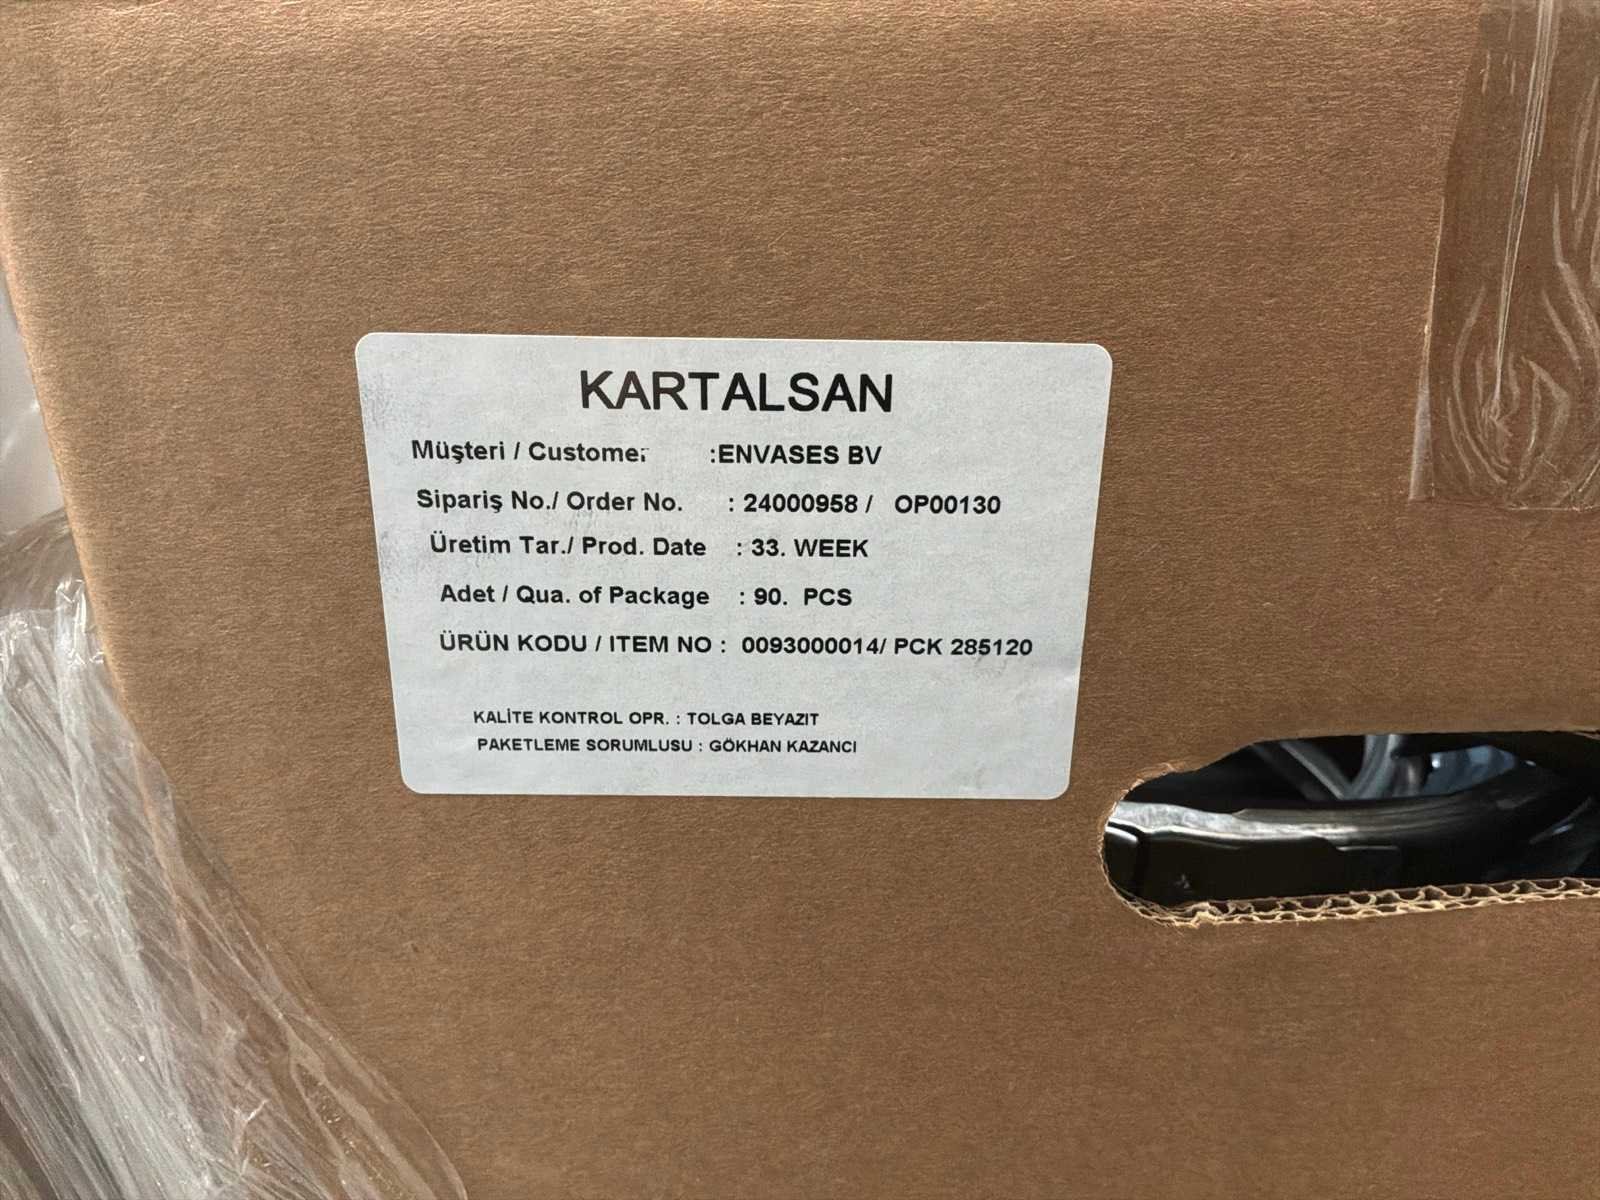 KARTALSAN
Müşteri / Customer :ENVASES BV
Sipariş No./ Order No. : 24000958 / OP00130
Üretim Tar./ Prod. Date : 33. WEEK
Adet / Qua. of Package : 90. PCS
ÜRÜN KODU / ITEM NO : 0093000014/ PCK 285120
KALİTE KONTROL OPR. : TOLGA BEYAZIT
PAKETLEME SORUMLUSU : GÖKHAN KAZANCI